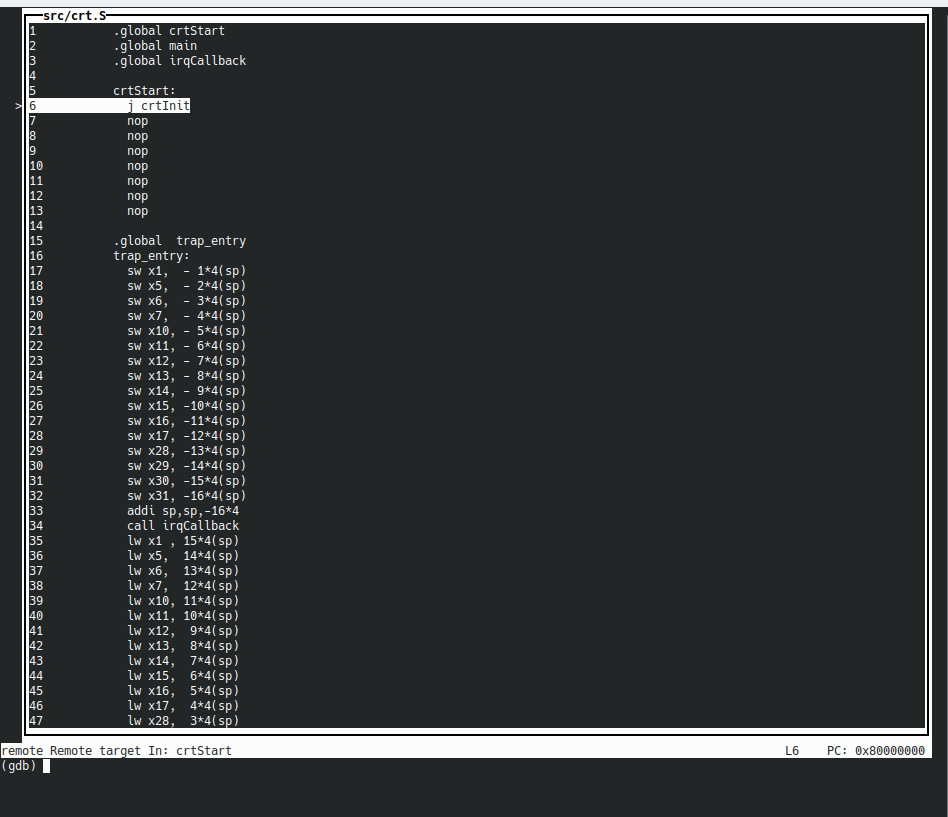 src/crt.S
1 .global crtStart
2 .global main
3 .global irqCallback
4
5 crtStart:
> 6 j crtInit
7 nop
8 nop
9 nop
10 nop
11 nop
12 nop
13 nop
14
15 .global  trap_entry
16 trap_entry:
17 sw x1,  - 1*4(sp)
18 sw x5,  - 2*4(sp)
19 sw x6,  - 3*4(sp)
20 sw x7,  - 4*4(sp)
21 sw x10, - 5*4(sp)
22 sw x11, - 6*4(sp)
23 sw x12, - 7*4(sp)
24 sw x13, - 8*4(sp)
25 sw x14, - 9*4(sp)
26 sw x15, -10*4(sp)
27 sw x16, -11*4(sp)
28 sw x17, -12*4(sp)
29 sw x28, -13*4(sp)
30 sw x29, -14*4(sp)
31 sw x30, -15*4(sp)
32 sw x31, -16*4(sp)
33 addi sp,sp,-16*4
34 call irqCallback
35 lw x1 , 15*4(sp)
36 lw x5,  14*4(sp)
37 lw x6,  13*4(sp)
38 lw x7,  12*4(sp)
39 lw x10, 11*4(sp)
40 lw x11, 10*4(sp)
41 lw x12,  9*4(sp)
42 lw x13,  8*4(sp)
43 lw x14,  7*4(sp)
44 lw x15,  6*4(sp)
45 lw x16,  5*4(sp)
46 lw x17,  4*4(sp)
47 lw x28,  3*4(sp)
remote Remote target In: crtStart L6 PC: 0x80000000
(gdb)